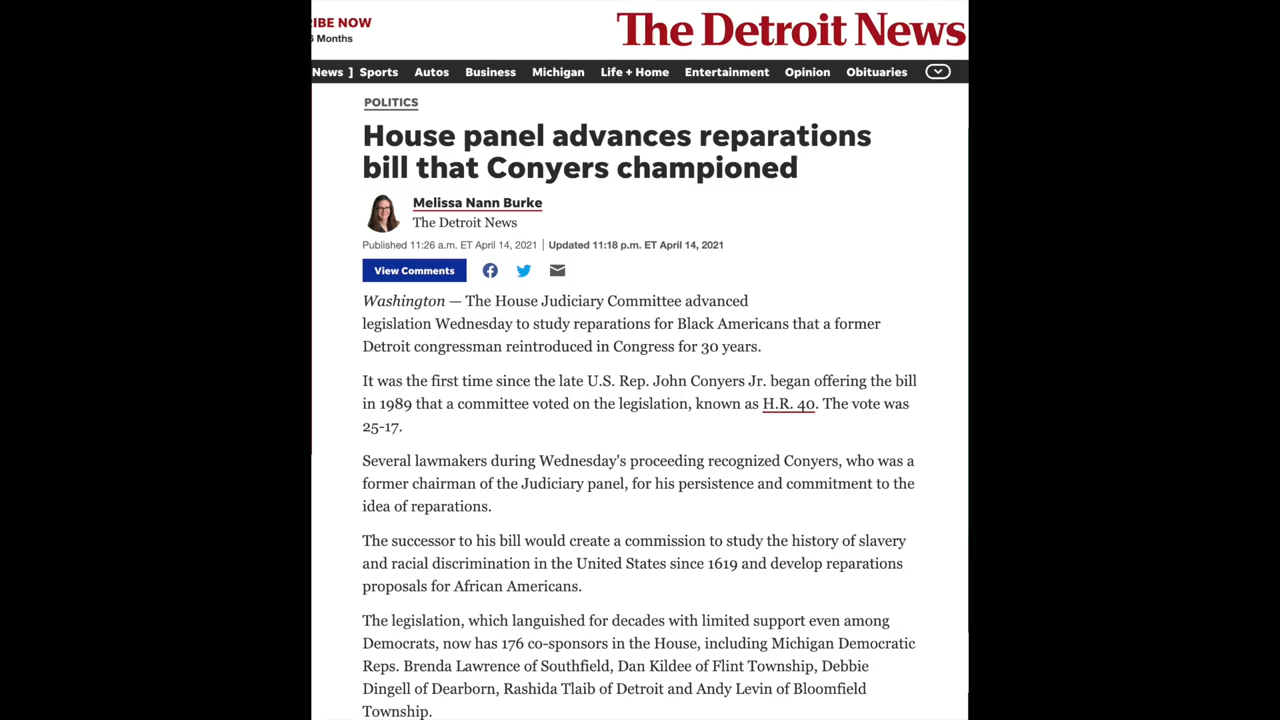 RIBE NOW
The Detroit News
6 Months
News ] Sports Autos Business Michigan Life + Home Entertainment Opinion Obituaries
POLITICS
House panel advances reparations
bill that Conyers championed
Melissa Nann Burke
The Detroit News
Published 11:26 a.m. ET April 14, 2021 | Updated 11:18 p.m. ET April 14, 2021
View Comments
Washington — The House Judiciary Committee advanced
legislation Wednesday to study reparations for Black Americans that a former
Detroit congressman reintroduced in Congress for 30 years.
It was the first time since the late U.S. Rep. John Conyers Jr. began offering the bill
in 1989 that a committee voted on the legislation, known as H.R. 40. The vote was
25-17.
Several lawmakers during Wednesday's proceeding recognized Conyers, who was a
former chairman of the Judiciary panel, for his persistence and commitment to the
idea of reparations.
The successor to his bill would create a commission to study the history of slavery
and racial discrimination in the United States since 1619 and develop reparations
proposals for African Americans.
The legislation, which languished for decades with limited support even among
Democrats, now has 176 co-sponsors in the House, including Michigan Democratic
Reps. Brenda Lawrence of Southfield, Dan Kildee of Flint Township, Debbie
Dingell of Dearborn, Rashida Tlaib of Detroit and Andy Levin of Bloomfield
Township.